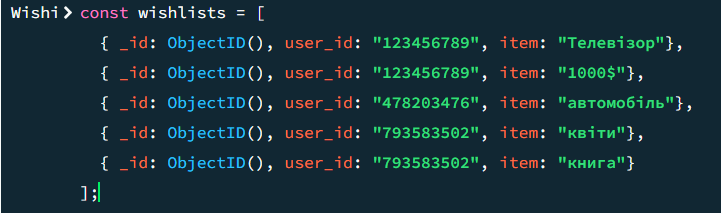 Wishi> const wishlists = [
{ _id: ObjectID(), user_id: "123456789", item: "Телевізор"},
{ _id: ObjectID(), user_id: "123456789", item: "1000$"},
{ _id: ObjectID(), user_id: "478203476", item: "автомобіль"},
{ _id: ObjectID(), user_id: "793583502", item: "квіти"},
{ _id: ObjectID(), user_id: "793583502", item: "книга"}
];